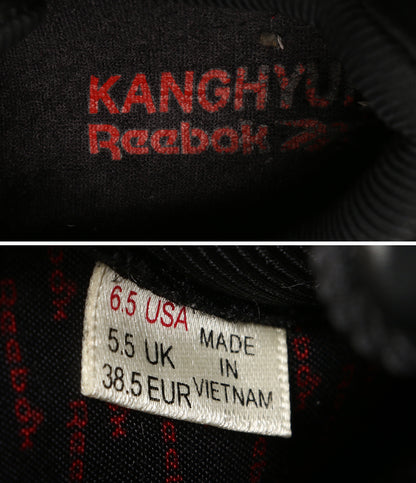 KANGHYU
Reebok
6.5 USA
5.5 UK
38.5 EUR
MADE
IN
VIETNAM